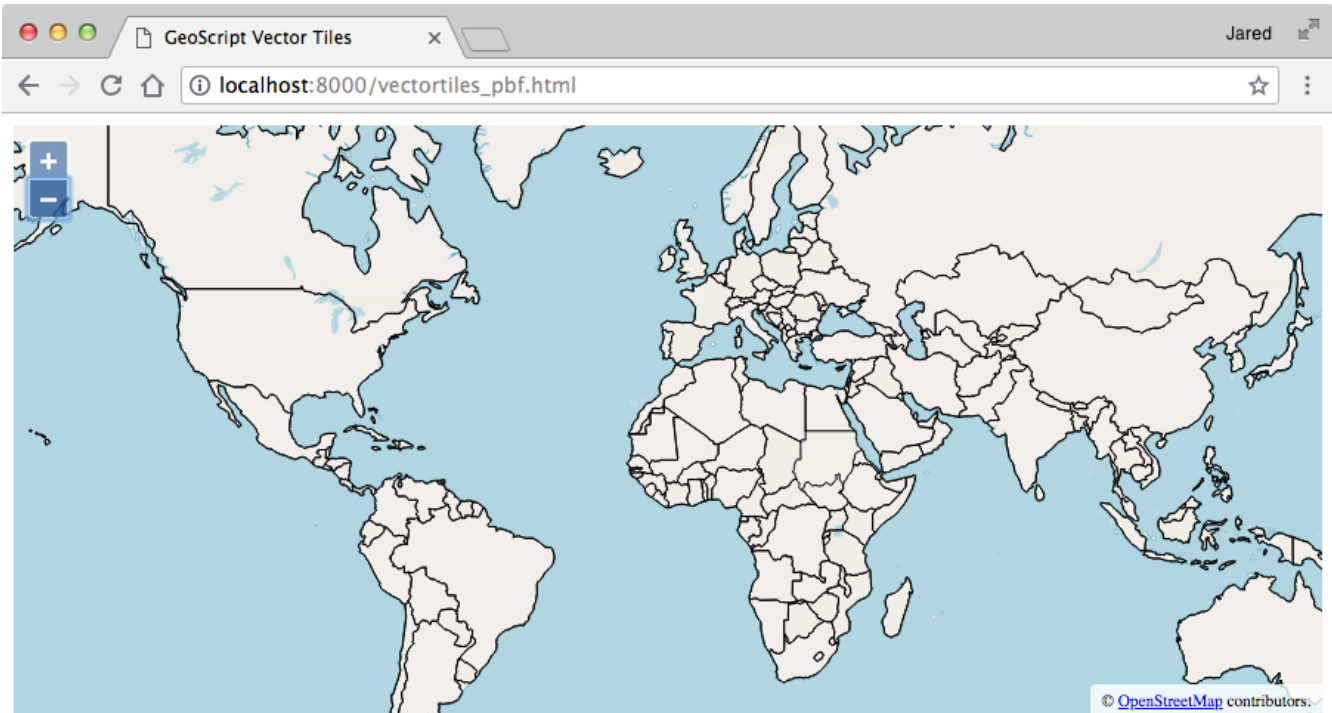 GeoScript Vector Tiles
Jared
localhost:8000/vectortiles_pbf.html
+
−
© OpenStreetMap contributors.